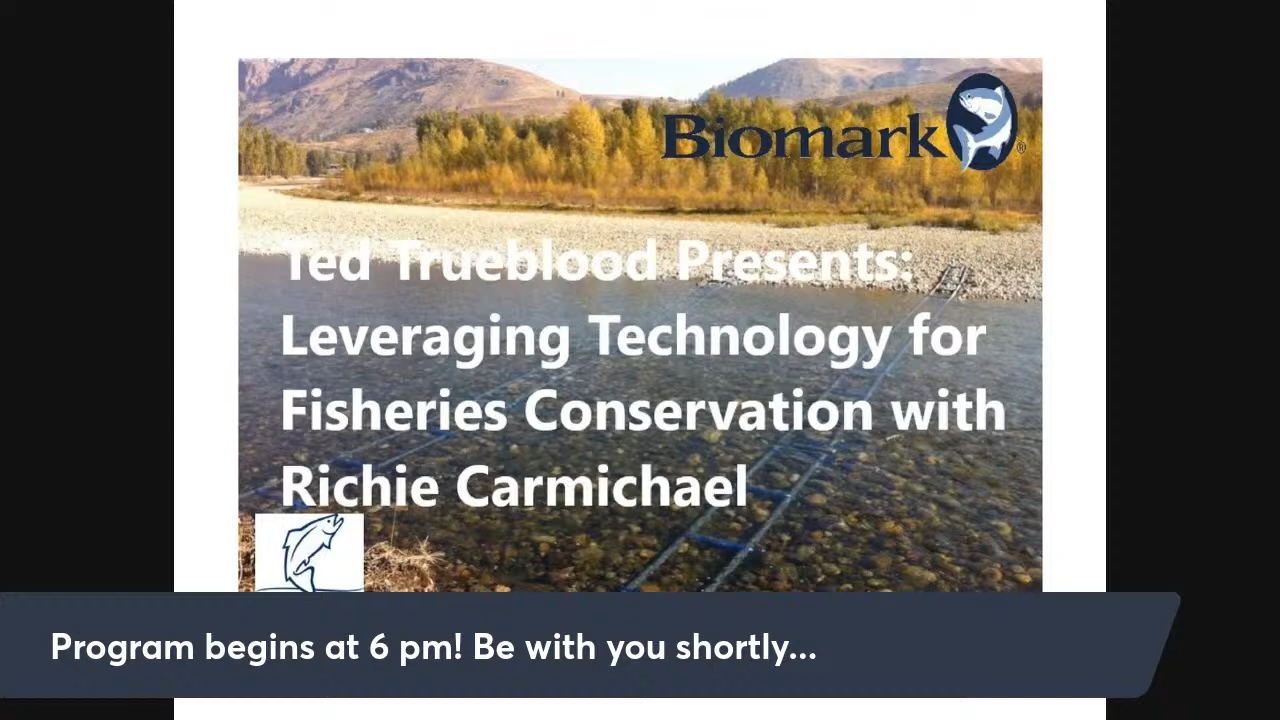 Biomark®
Ted Trueblood Presents:
Leveraging Technology for
Fisheries Conservation with
Richie Carmichael
Program begins at 6 pm! Be with you shortly...